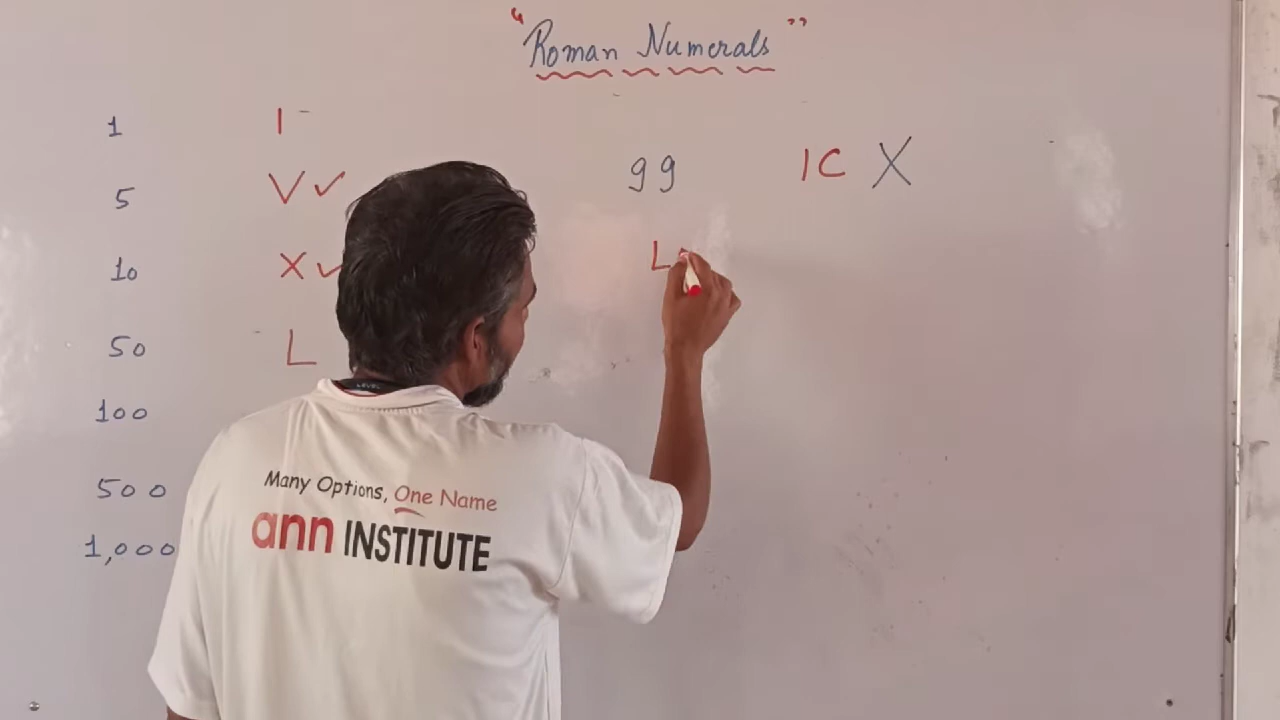 "Roman Numerals"
1 I
5 V ✓
10 X ✓
50 L
100
500
1,000
99 IC X
L
Many Options, One Name
ann INSTITUTE